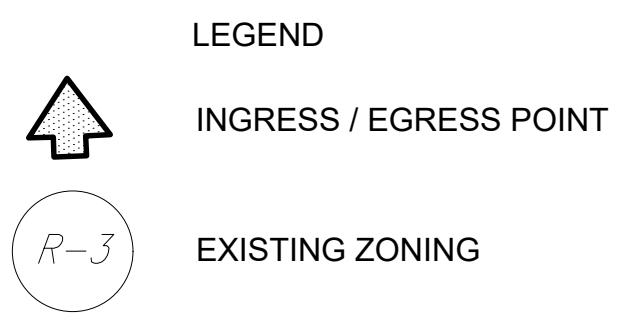 LEGEND
INGRESS / EGRESS POINT
R-3
EXISTING ZONING